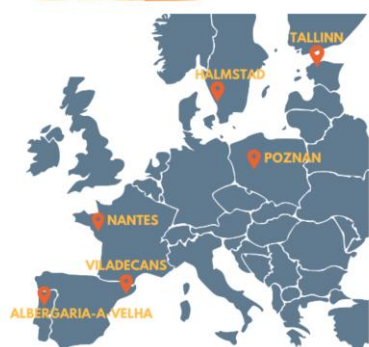 TALLINN
HALMSTAD
POZNAN
NANTES
VILADECANS
ALBERGARIA-A-VELHA